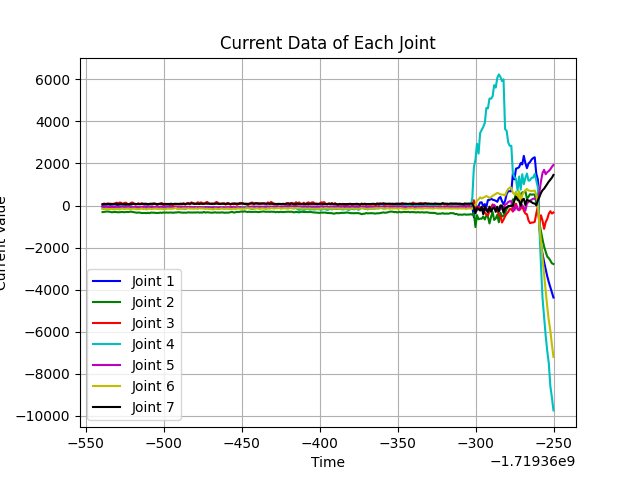 Current Data of Each Joint
6000
4000
2000
0
−2000
−4000
−6000
−8000
−10000
Current Value
Joint 1
Joint 2
Joint 3
Joint 4
Joint 5
Joint 6
Joint 7
−550 −500 −450 −400 −350 −300 −250
Time
−1.71936e9